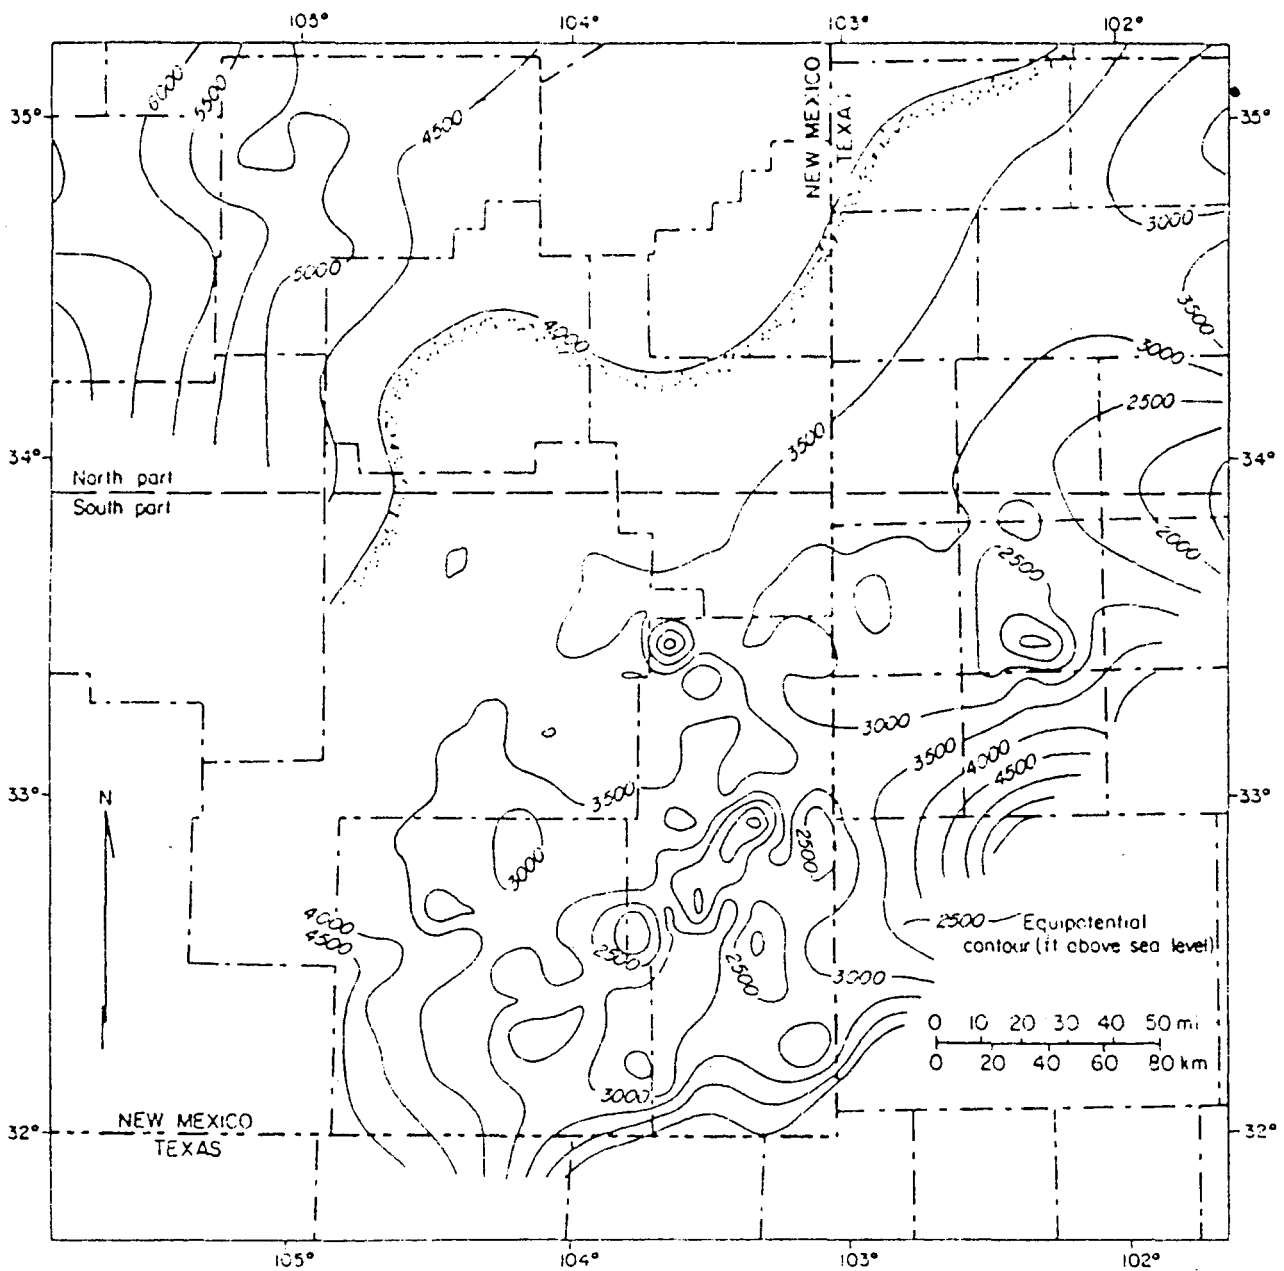 105° 104° 103° 102°
6000
5500
4500
NEW MEXICO
TEXAS
35° 35°
3000
5000
3500
4000
3000
2500
3500
34° 34°
North part
South part
2000
2500
3000
3500
4000
4500
3500
33° 33°
N
2500
3000
4000
4500
2500 Equipotential
contour (ft above sea level)
2500
2500
3000
0 10 20 30 40 50 mi
0 20 40 60 80 km
3000
NEW MEXICO
TEXAS
32° 32°
105° 104° 103° 102°